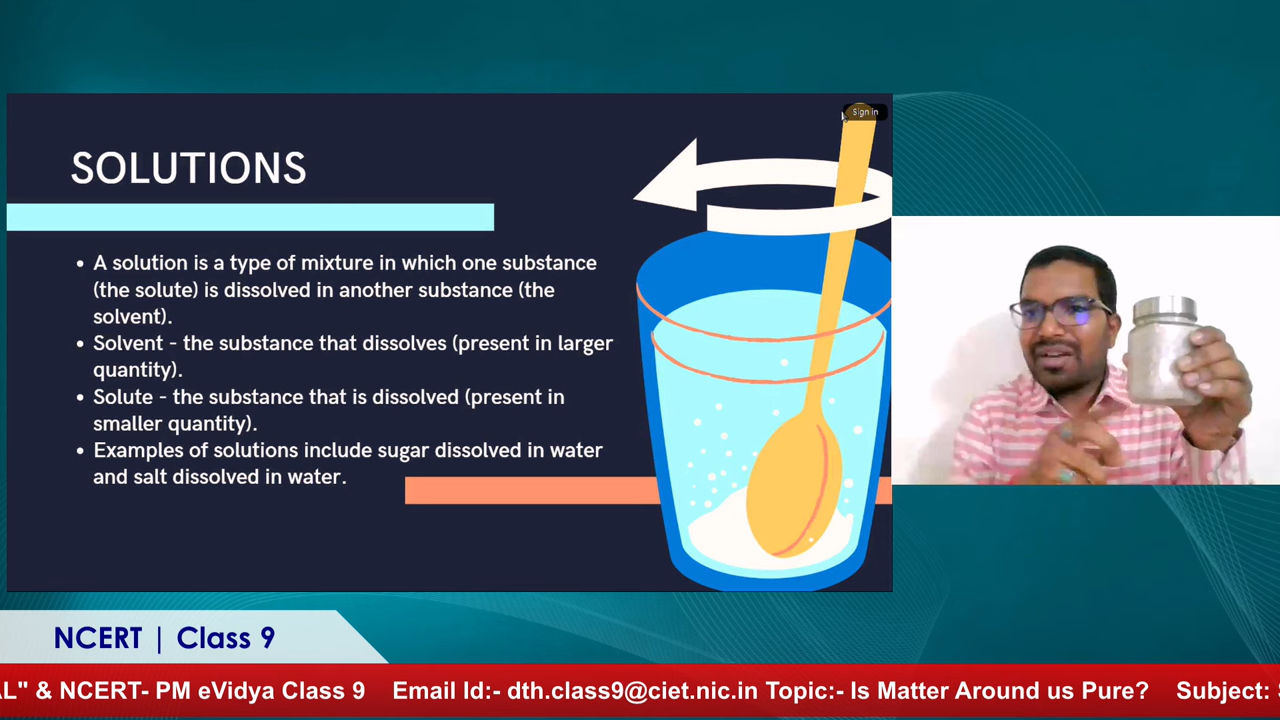 Sign in
SOLUTIONS
• A solution is a type of mixture in which one substance
(the solute) is dissolved in another substance (the
solvent).
• Solvent - the substance that dissolves (present in larger
quantity).
• Solute - the substance that is dissolved (present in
smaller quantity).
• Examples of solutions include sugar dissolved in water
and salt dissolved in water.
NCERT | Class 9
AL" & NCERT- PM eVidya Class 9 Email Id:- dth.class9@ciet.nic.in Topic:- Is Matter Around us Pure? Subject: